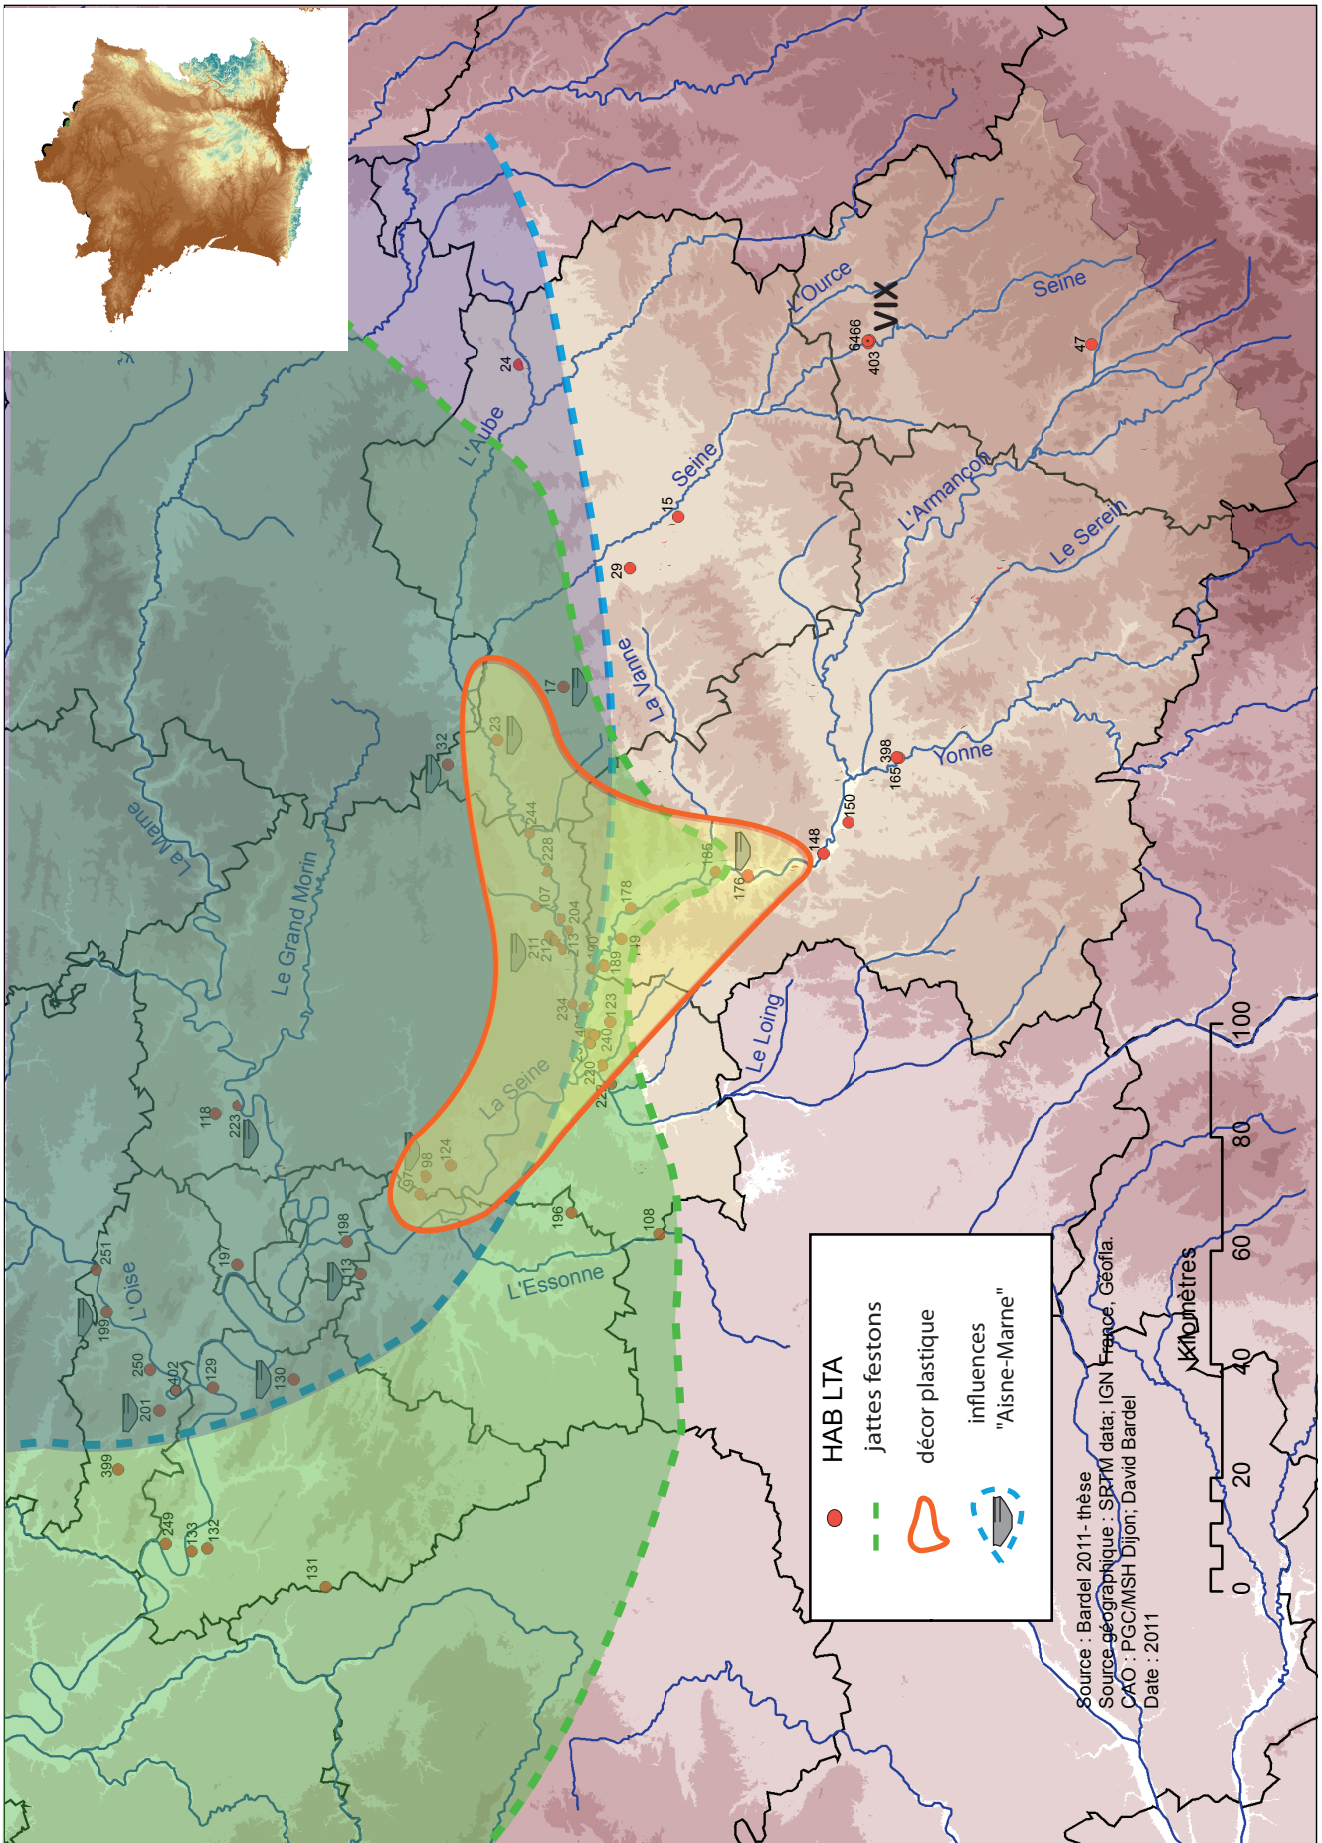 24
L'Aube
L'Ource
6466
403
VIX
Seine
47
15
Seine
29
L'Armançon
Le Serein
La Vanne
17
23
132
398
165
Yonne
150
148
244
228
107
204
211
212
213
190
189
178
185
176
234
123
240
220
La Marne
Le Grand Morin
La Seine
Le Loing
118
223
124
98
97
196
108
L'Essonne
198
113
197
251
L'Oise
199
250
402
201
129
130
399
249
133
132
131
HAB LTA
jattes festons
décor plastique
influences
"Aisne-Marne"
Source : Bardel 2011- thèse
Source géographique : SRTM data; IGN France, Géofla.
CAO : PGC/MSH Dijon; David Bardel
Date : 2011
Kilomètres
0 20 40 60 80 100